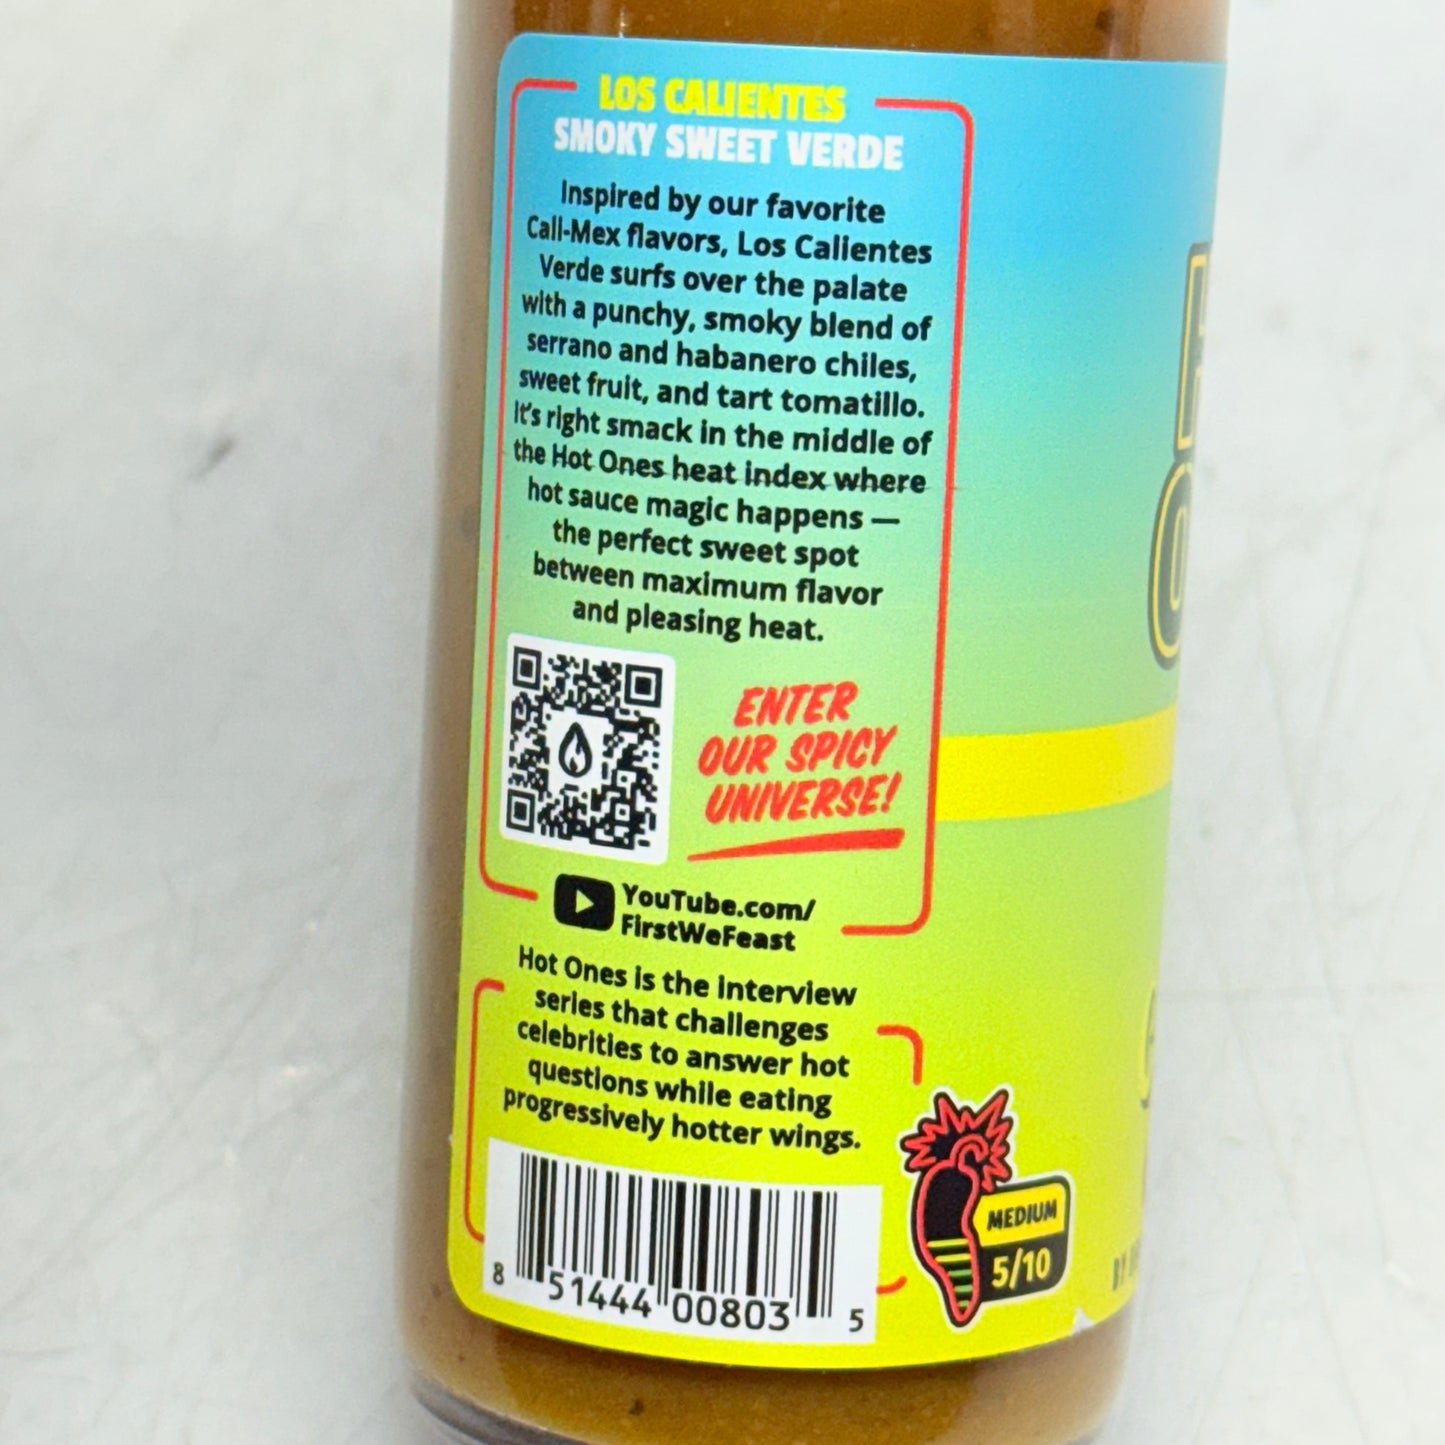 LOS CALIENTES
SMOKY SWEET VERDE
Inspired by our favorite
Cali-Mex flavors, Los Calientes
Verde surfs over the palate
with a punchy, smoky blend of
serrano and habanero chiles,
sweet fruit, and tart tomatillo.
It's right smack in the middle of
the Hot Ones heat index where
hot sauce magic happens —
the perfect sweet spot
between maximum flavor
and pleasing heat.
ENTER
OUR SPICY
UNIVERSE!
YouTube.com/
FirstWeFeast
Hot Ones is the interview
series that challenges
celebrities to answer hot
questions while eating
progressively hotter wings.
MEDIUM
5/10
8 51444 00803 5
BY